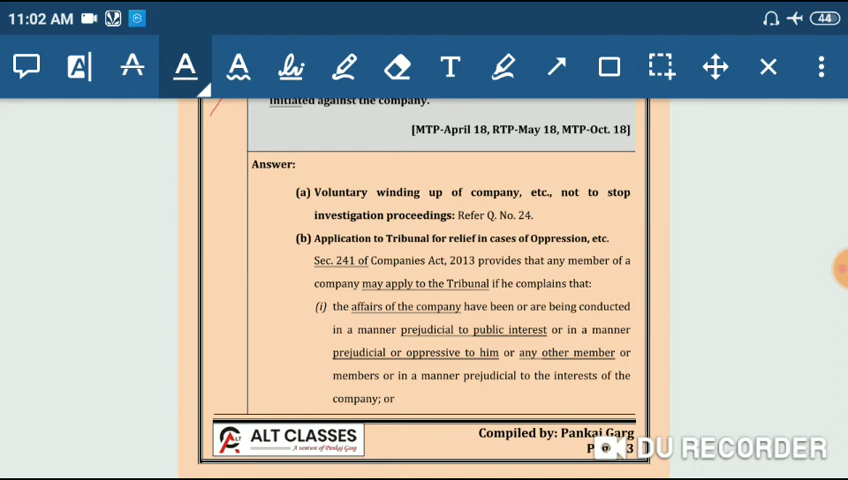 11:02 AM
44
initiated against the company.
[MTP-April 18, RTP-May 18, MTP-Oct. 18]
Answer:
(a) Voluntary winding up of company, etc., not to stop
investigation proceedings: Refer Q. No. 24.
(b) Application to Tribunal for relief in cases of Oppression, etc.
Sec. 241 of Companies Act, 2013 provides that any member of a
company may apply to the Tribunal if he complains that:
(i) the affairs of the company have been or are being conducted
in a manner prejudicial to public interest or in a manner
prejudicial or oppressive to him or any other member or
members or in a manner prejudicial to the interests of the
company; or
ALT
ALT CLASSES
A venture of Pankaj Garg
Compiled by: Pankaj Garg
DU RECORDER